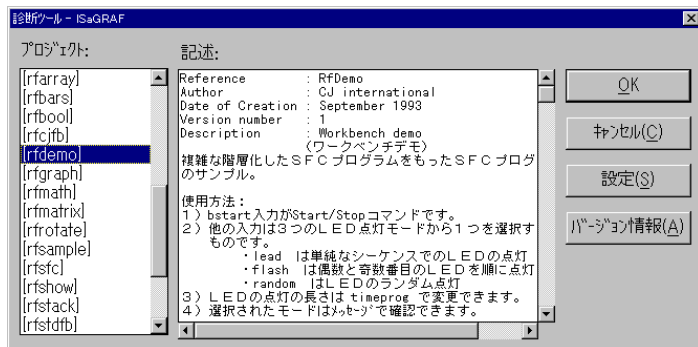 診断ﾂｰﾙ - ISaGRAF
ﾌﾟﾛｼﾞｪｸﾄ:
[rfarray]
[rfbars]
[rfbool]
[rfcjfb]
[rfdemo]
[rfgraph]
[rfmath]
[rfmatrix]
[rfrotate]
[rfsample]
[rfsfc]
[rfshow]
[rfstack]
[rfstdfb]
記述:
Reference : RfDemo
Author : CJ international
Date of Creation : September 1993
Version number : 1
Description : Workbench demo
(ワークベンチデモ)
複雑な階層化したＳＦＣプログラムをもったＳＦＣプログ
のサンプル。
使用方法：
１）bstart入力がStart/Stopコマンドです。
２）他の入力は３つのＬＥＤ点灯モードから１つを選択す
ものです。
・lead は単純なシーケンスでのＬＥＤの点灯
・flash は偶数と奇数番目のＬＥＤを順に点灯
・random はＬＥＤのランダム点灯
３）ＬＥＤの点灯の長さは timeprog で変更できます。
４）選択されたモードはﾒｯｾｰｼﾞで確認できます。
OK
ｷｬﾝｾﾙ(C)
設定(S)
ﾊﾞｰｼﾞｮﾝ情報(A)